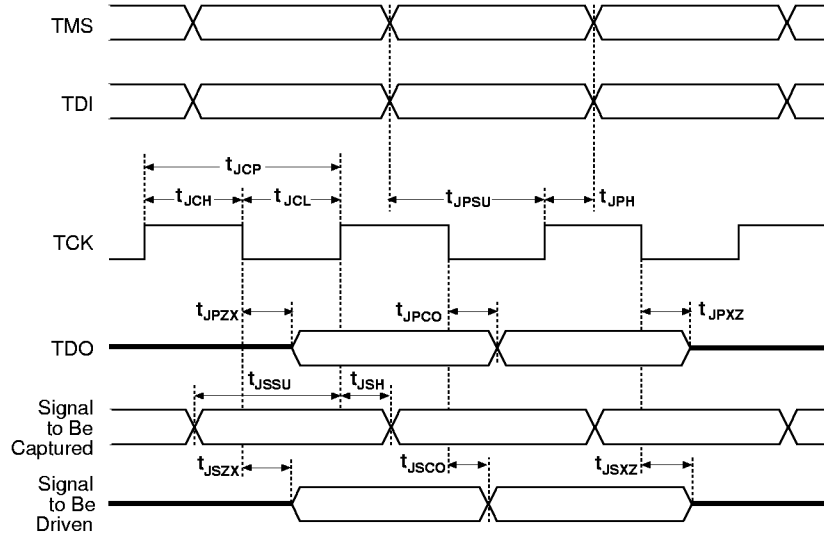 TMS
TDI
tJCP
tJCH
tJCL
tJPSU
tJPH
TCK
tJPZX
tJPCO
tJPXZ
TDO
tJSSU
tJSH
Signal
to Be
Captured
tJSZX
tJSCO
tJSXZ
Signal
to Be
Driven